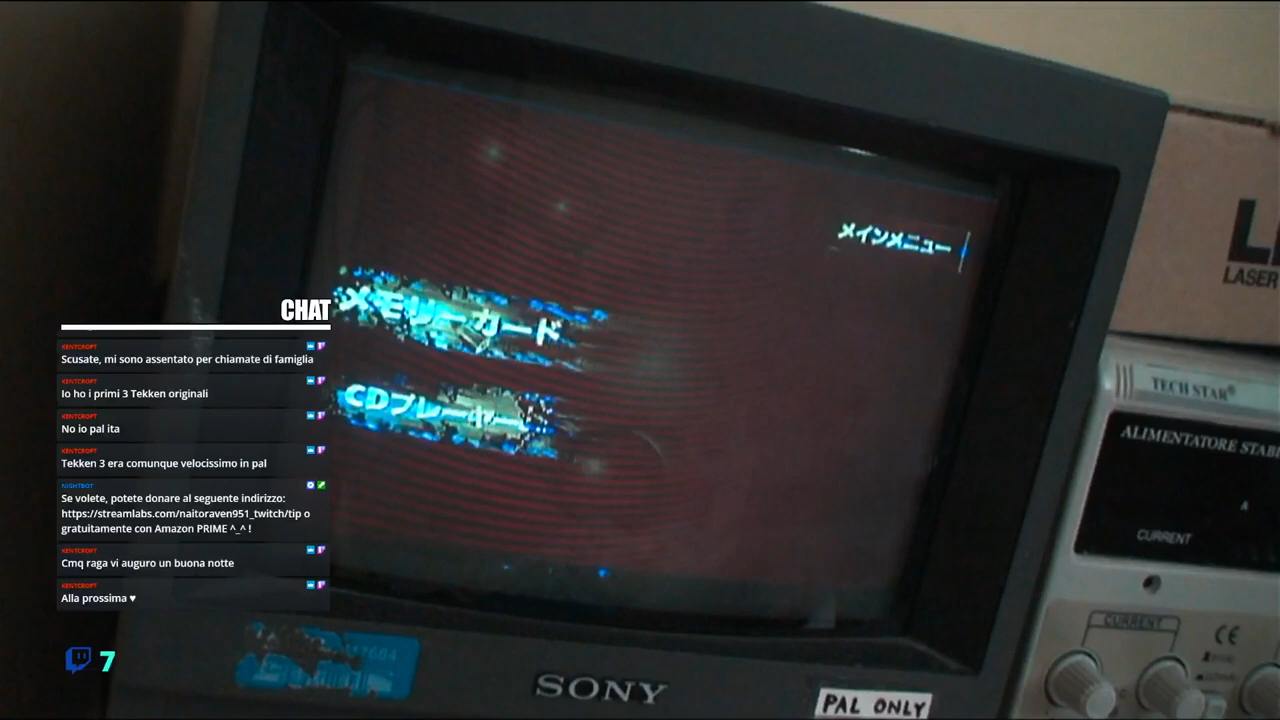 メインメニュー
メモリーカード
CDプレーヤー
CHAT
KENTCROFT
Scusate, mi sono assentato per chiamate di famiglia
KENTCROFT
Io ho i primi 3 Tekken originali
KENTCROFT
No io pal ita
KENTCROFT
Tekken 3 era comunque velocissimo in pal
NIGHTBOT
Se volete, potete donare al seguente indirizzo:
https://streamlabs.com/naitoraven951_twitch/tip o
gratuitamente con Amazon PRIME ^_^ !
KENTCROFT
Cmq raga vi auguro un buona notte
KENTCROFT
Alla prossima ♥
7
SONY
PAL ONLY
LASER
TECH STAR®
ALIMENTATORE STAB
A
CURRENT
CURRENT
CE